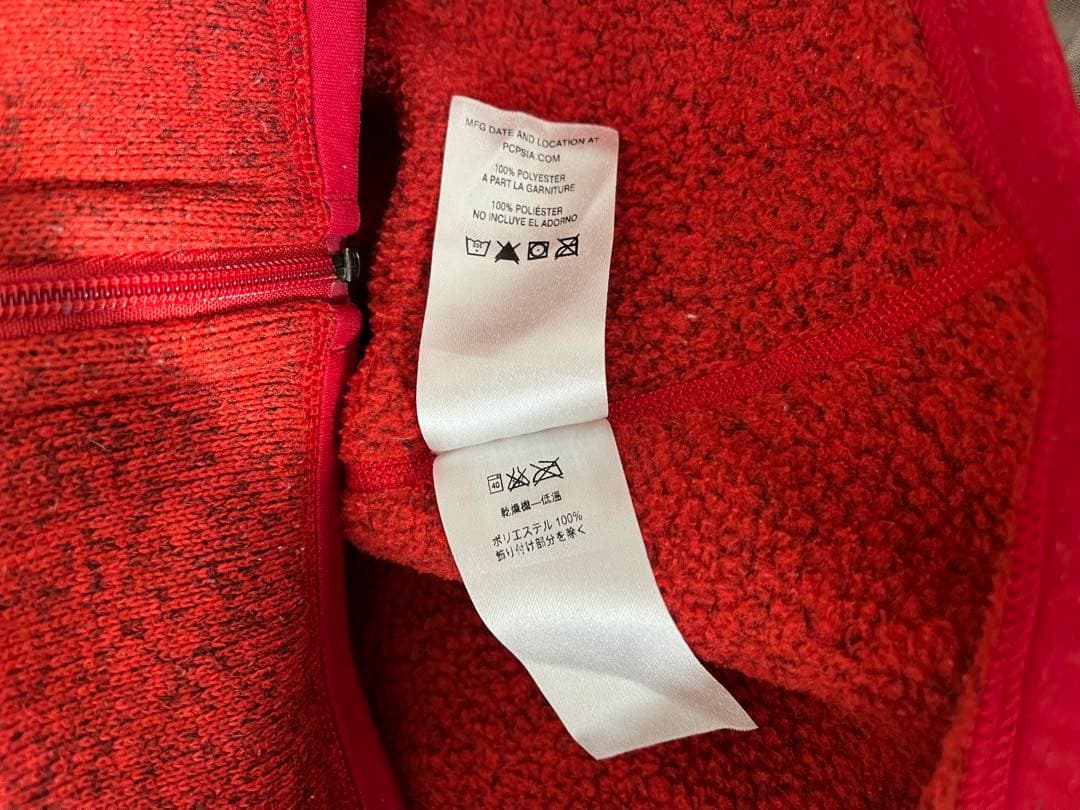 MFG DATE AND LOCATION AT
PCPSIA.COM
100% POLYESTER
A PART LA GARNITURE
100% POLIÉSTER
NO INCLUYE EL ADORNO
40
乾燥機—低温
ポリエステル 100%
飾り付け部分を除く